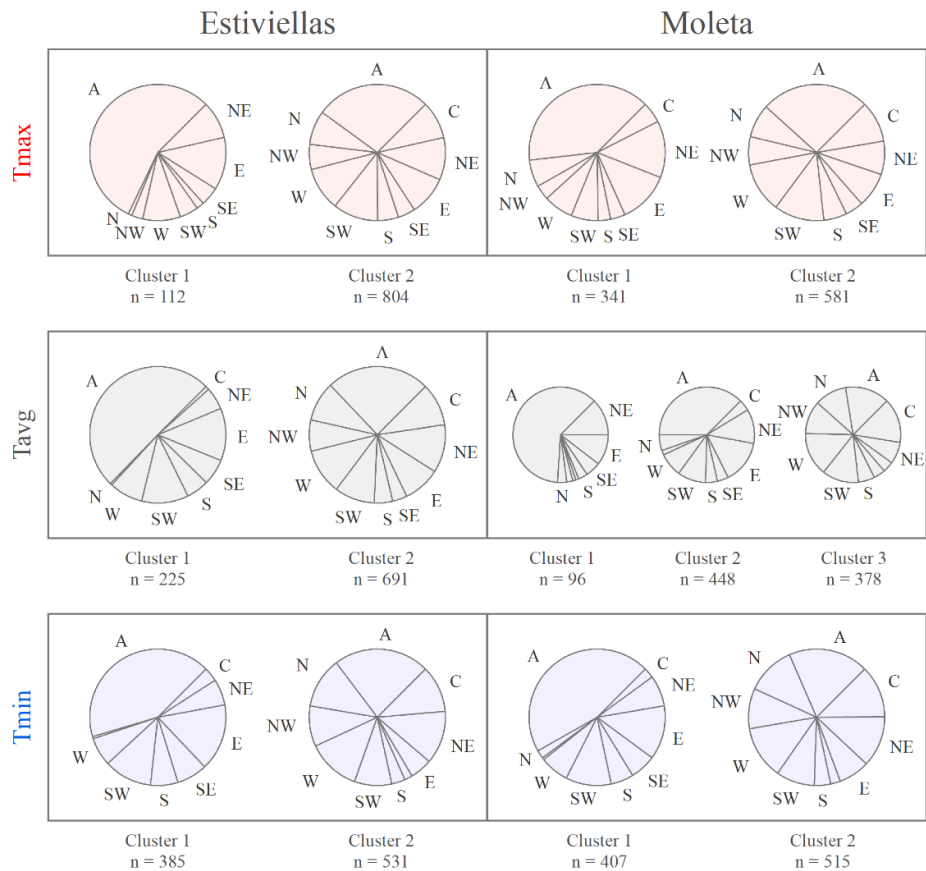 Estiviellas Moleta
Tmax
A NE E SE S SW W NW N
A C NE E SE S SW W NW N
A C NE E SE S SW W NW N
A C NE E SE S SW W NW N
Cluster 1
n = 112
Cluster 2
n = 804
Cluster 1
n = 341
Cluster 2
n = 581
Tavg
A C NE E SE S SW W N
A C NE E SE S SW W NW N
A NE E SE S N
A C NE E SE S SW W N
A C NE S SW W NW N
Cluster 1
n = 225
Cluster 2
n = 691
Cluster 1
n = 96
Cluster 2
n = 448
Cluster 3
n = 378
Tmin
A C NE E SE S SW W
A C NE E S SW W NW N
A C NE E SE S SW W N
A C NE E S SW W NW N
Cluster 1
n = 385
Cluster 2
n = 531
Cluster 1
n = 407
Cluster 2
n = 515